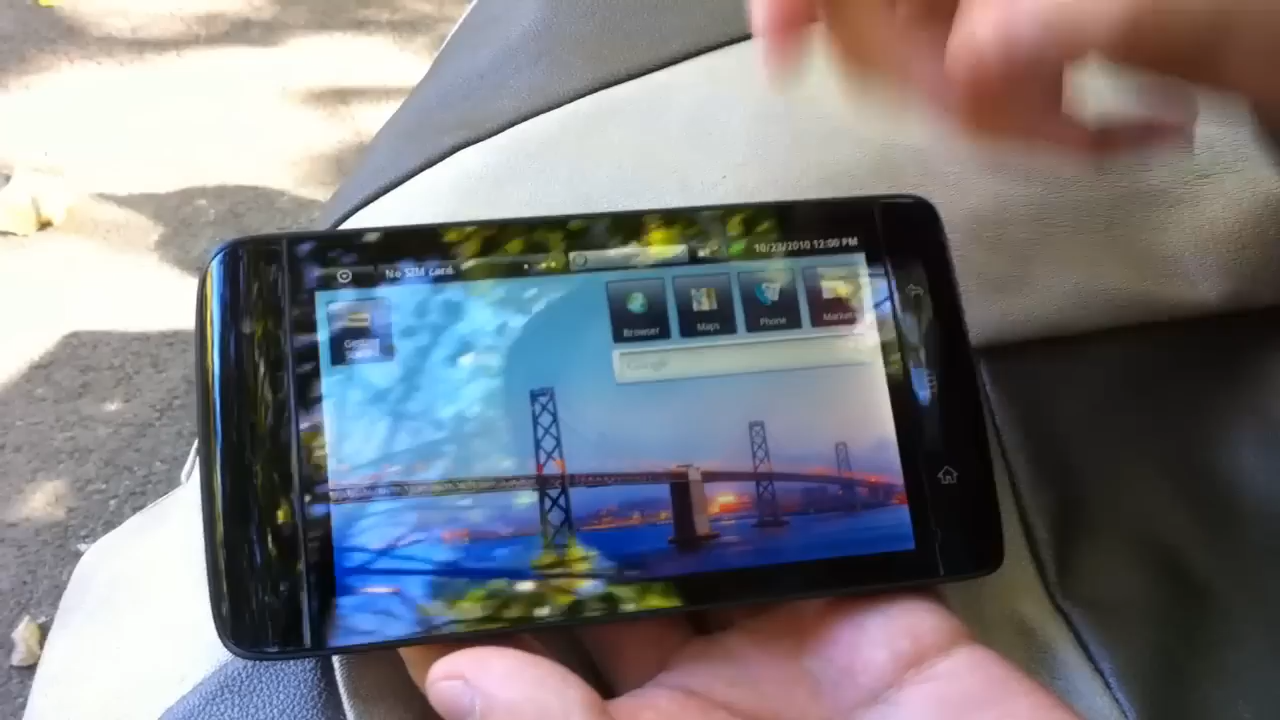 No SIM card.
10/23/2010 12:00 PM
Browser
Maps
Phone
Market
Google